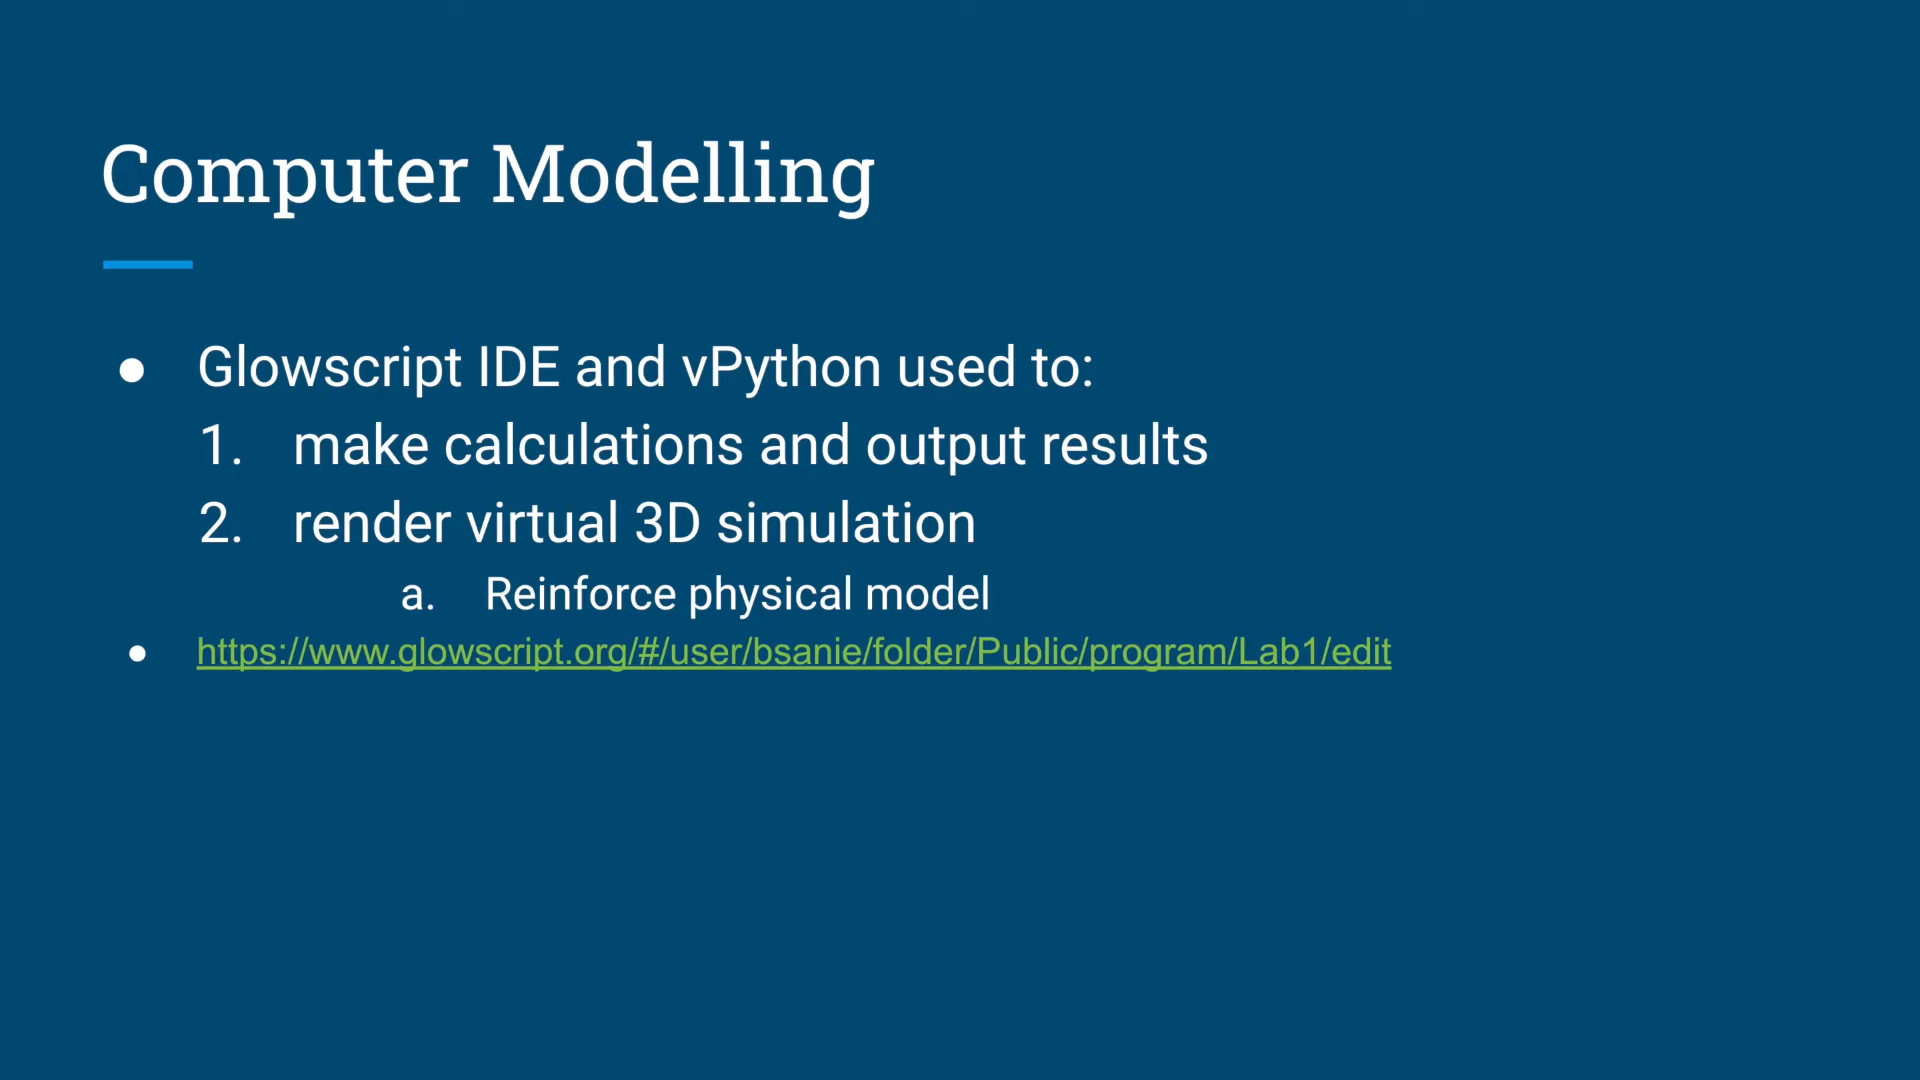 Computer Modelling
● Glowscript IDE and vPython used to:
1. make calculations and output results
2. render virtual 3D simulation
a. Reinforce physical model
● https://www.glowscript.org/#/user/bsanie/folder/Public/program/Lab1/edit